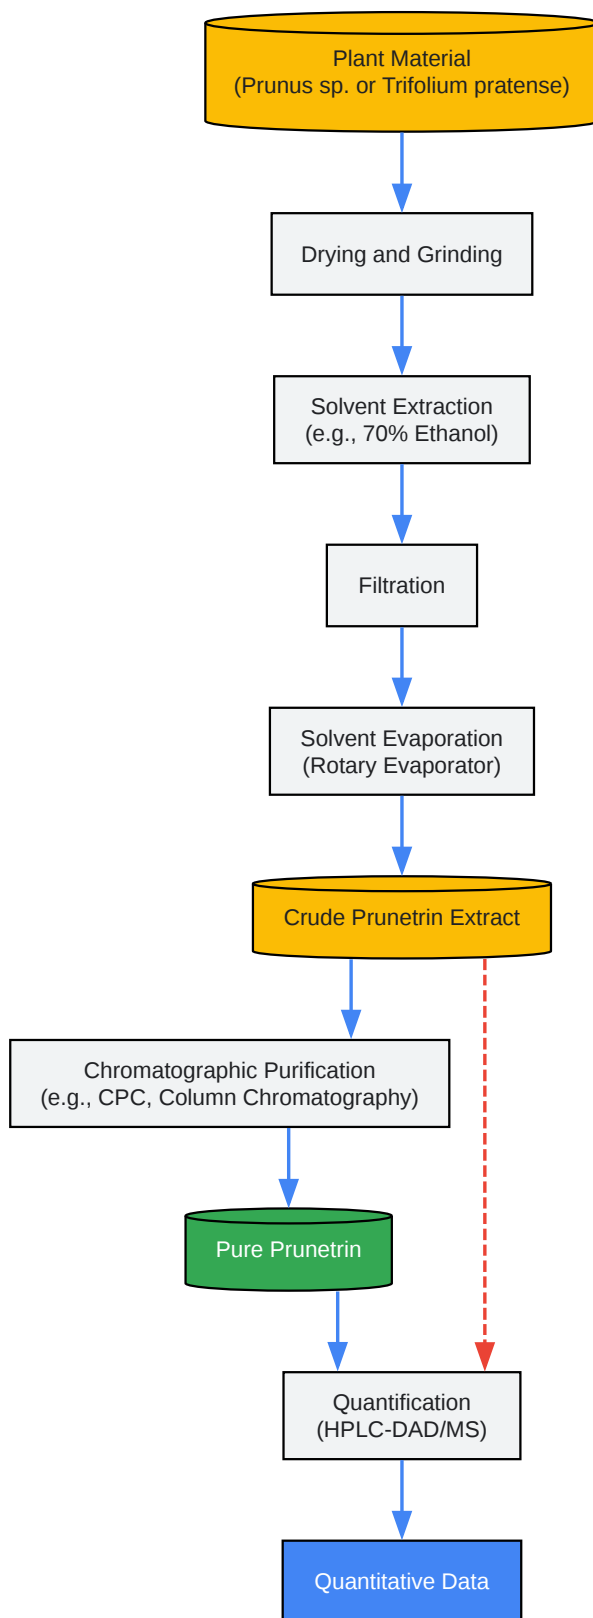 Plant Material
(Prunus sp. or Trifolium pratense)
Drying and Grinding
Solvent Extraction
(e.g., 70% Ethanol)
Filtration
Solvent Evaporation
(Rotary Evaporator)
Crude Prunetrin Extract
Chromatographic Purification
(e.g., CPC, Column Chromatography)
Pure Prunetrin
Quantification
(HPLC-DAD/MS)
Quantitative Data